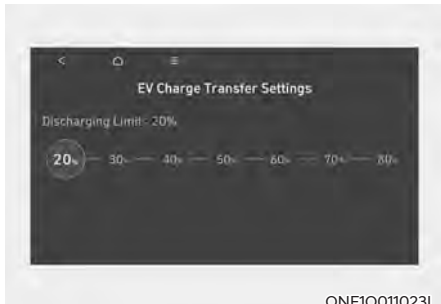 EV Charge Transfer Settings
Discharging Limit: 20%
20% 30% 40% 50% 60% 70% 80%
ONE1Q011023L